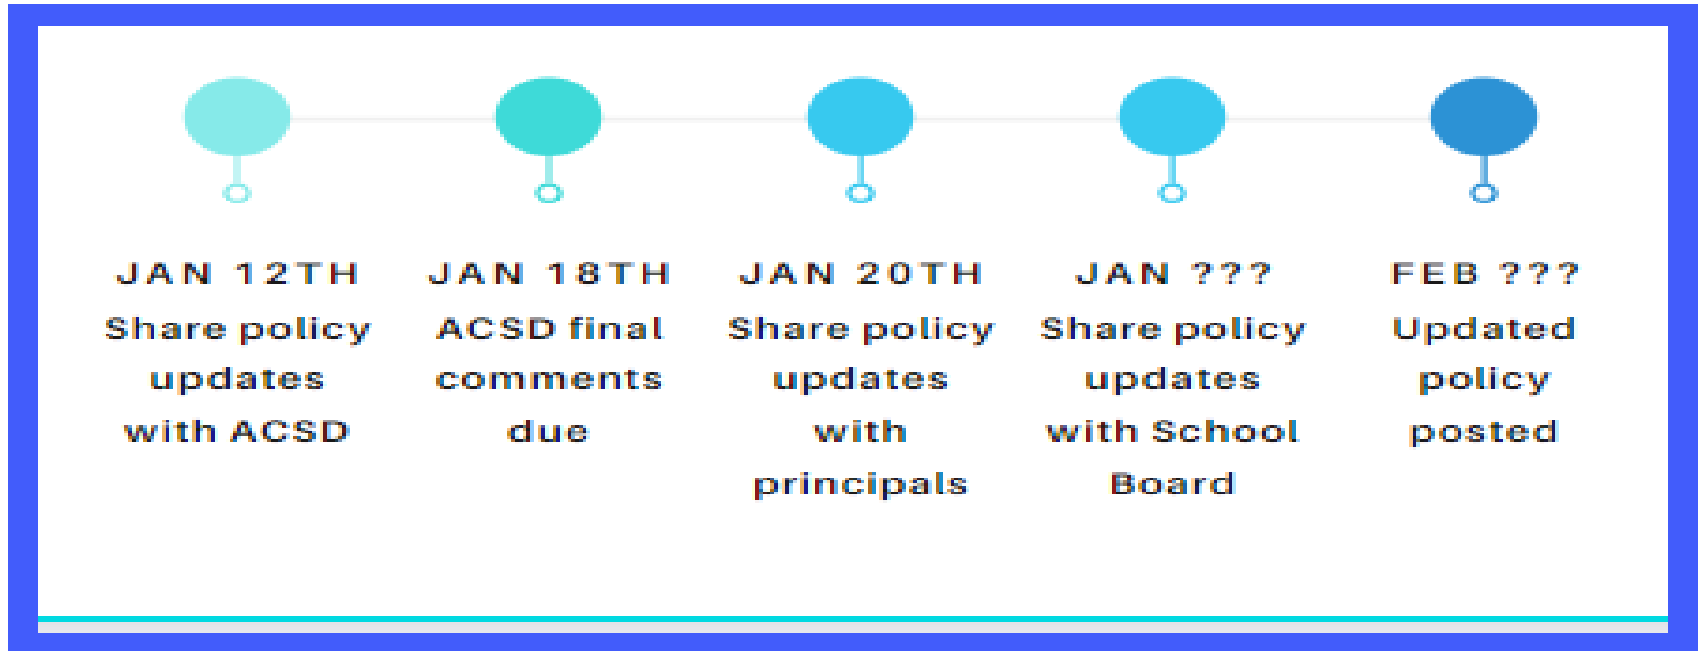 JAN 12TH
Share policy
updates
with ACSD
JAN 18TH
ACSD final
comments
due
JAN 20TH
Share policy
updates
with
principals
JAN ???
Share policy
updates
with School
Board
FEB ???
Updated
policy
posted